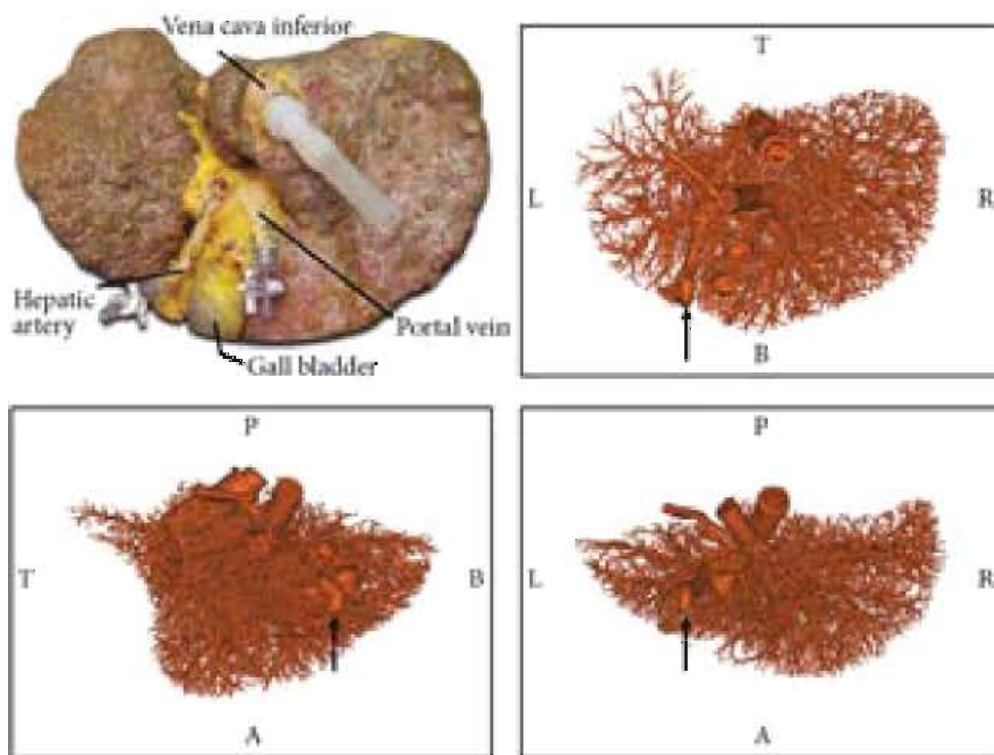 Vena cava inferior
Hepatic
artery
Portal vein
Gall bladder
T
L
R
B
P
T
B
A
P
L
R
A